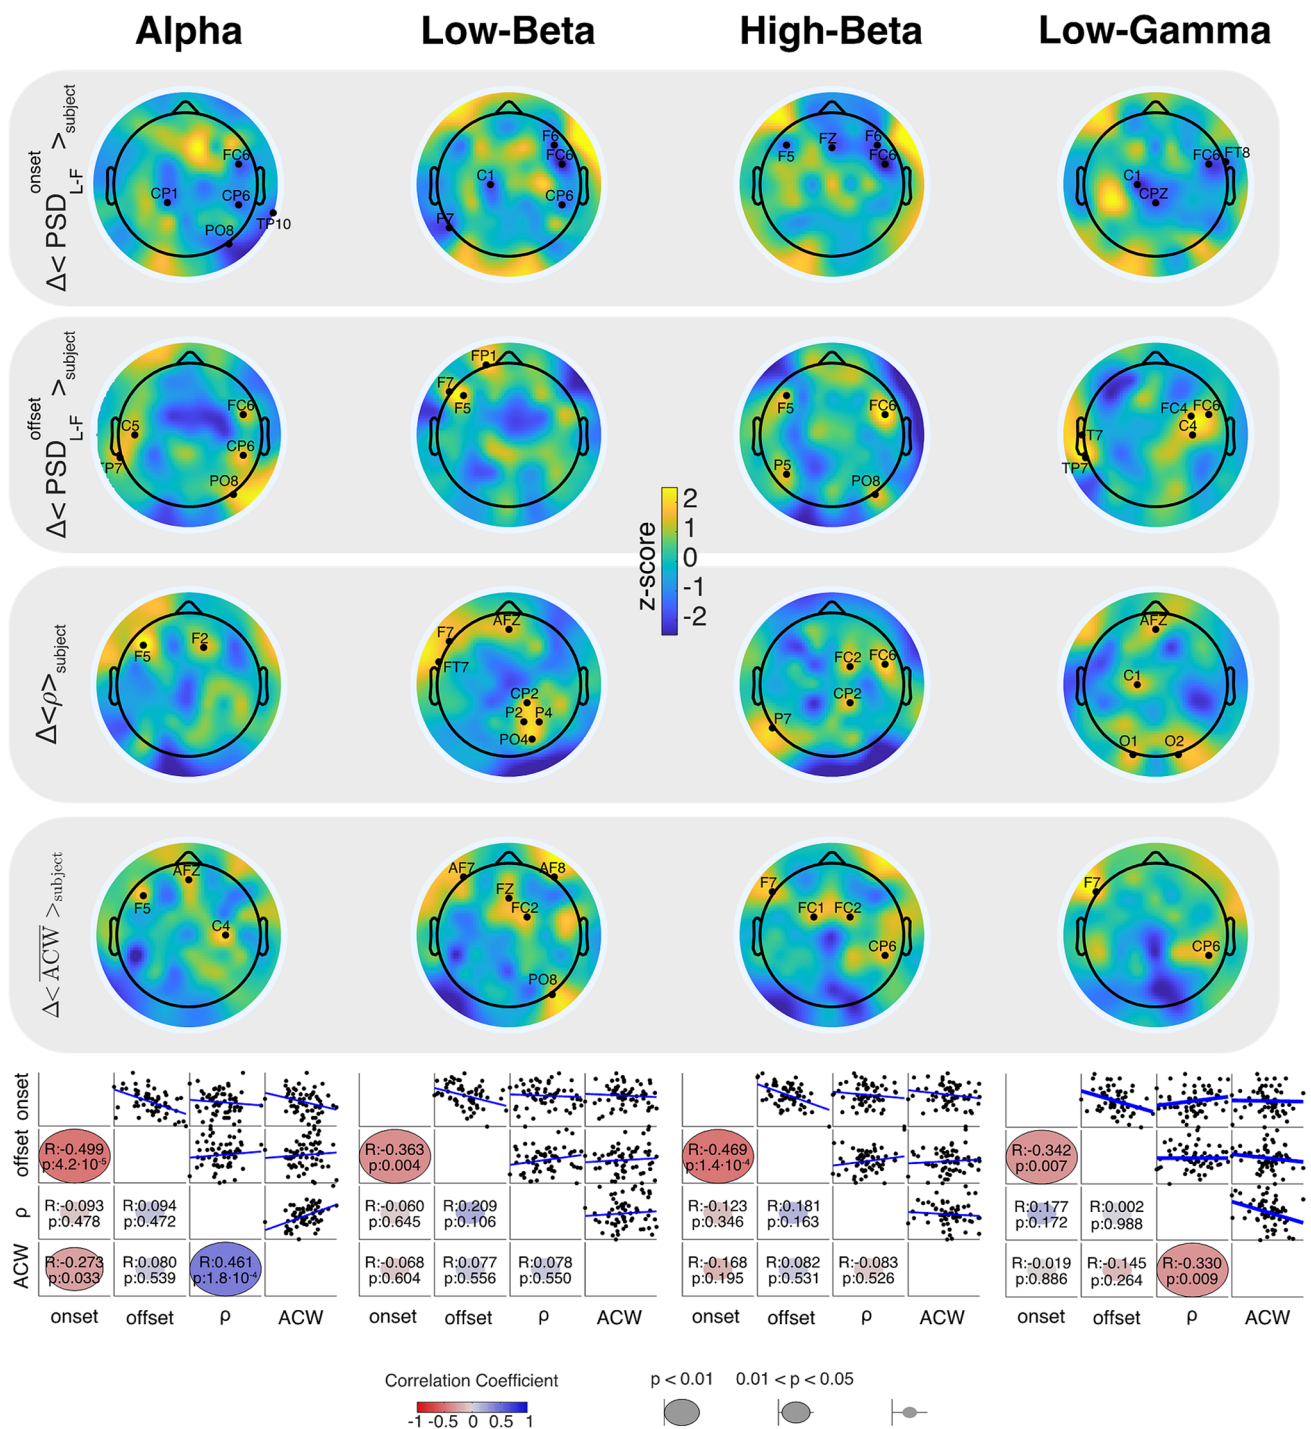 Alpha Low-Beta High-Beta Low-Gamma
Δ< PSD onset L-F >subject
FC6 CP1 CP6 TP10 PO8
F6 FC6 C1 CP6 F7
F5 FZ F6 FC6
FC6 FT8 C1 CPZ
Δ< PSD offset L-F >subject
FC6 C5 CP6 TP7 PO8
FP1 F7 F5
F5 FC6 P5 PO8
FC4 FC6 C4 FT7 TP7
z-score
2
1
0
-1
-2
Δ<ρ>subject
F5 F2
AFZ F7 FT7 CP2 P2 P4 PO4
FC2 FC6 CP2 P7
AFZ C1 O1 O2
Δ< ACW >subject
AFZ F5 C4
AF7 AF8 FZ FC2 PO8
F7 FC1 FC2 CP6
F7 CP6
onset
offset
R:-0.499 R:-0.363 R:-0.469 R:-0.342
p:4.2·10-5 p:0.004 p:1.4·10-4 p:0.007
ρ
R:-0.093 R:0.094 R:-0.060 R:0.209 R:-0.123 R:0.181 R:0.177 R:0.002
p:0.478 p:0.472 p:0.645 p:0.106 p:0.346 p:0.163 p:0.172 p:0.988
ACW
R:-0.273 R:0.080 R:0.461 R:-0.068 R:0.077 R:0.078 R:-0.168 R:0.082 R:-0.083 R:-0.019 R:-0.145 R:-0.330
p:0.033 p:0.539 p:1.8·10-4 p:0.604 p:0.556 p:0.550 p:0.195 p:0.531 p:0.526 p:0.886 p:0.264 p:0.009
onset offset ρ ACW onset offset ρ ACW onset offset ρ ACW onset offset ρ ACW
Correlation Coefficient p < 0.01 0.01 < p < 0.05
-1 -0.5 0 0.5 1